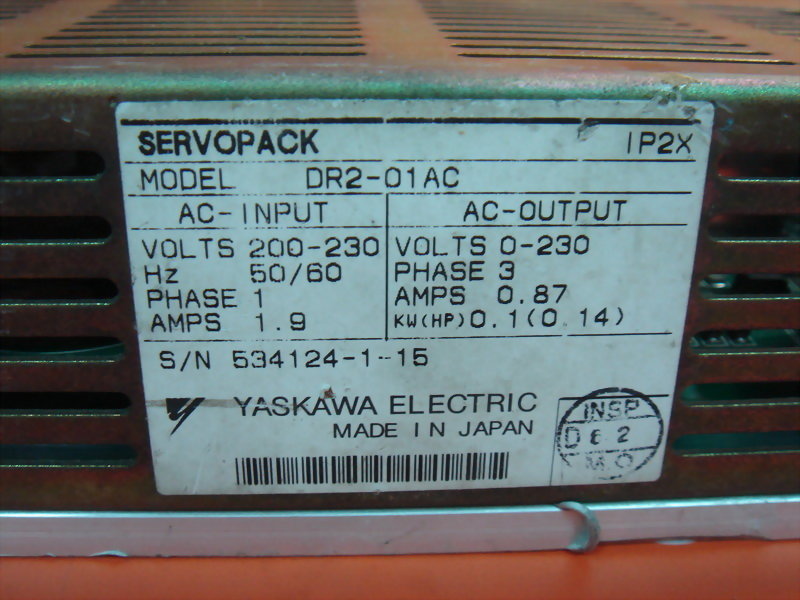 SERVOPACK IP2X
MODEL DR2-01AC
AC-INPUT AC-OUTPUT
VOLTS 200-230 VOLTS 0-230
Hz 50/60 PHASE 3
PHASE 1 AMPS 0.87
AMPS 1.9 KW(HP) 0.1(0.14)
S/N 534124-1-15
YASKAWA ELECTRIC
MADE IN JAPAN
INSP
D 6 2
M.O